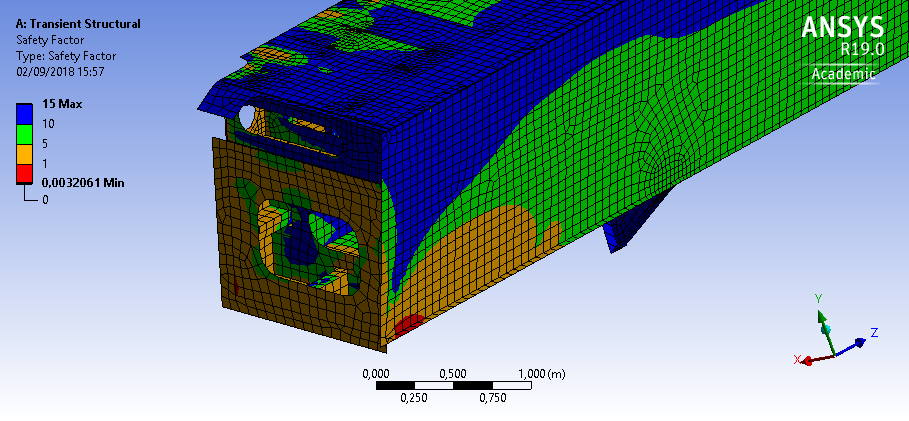 A: Transient Structural
Safety Factor
Type: Safety Factor
02/09/2018 15:57
15 Max
10
5
1
0,0032061 Min
0
ANSYS
R19.0
Academic
Y
Z
X
0,000 0,500 1,000 (m)
0,250 0,750